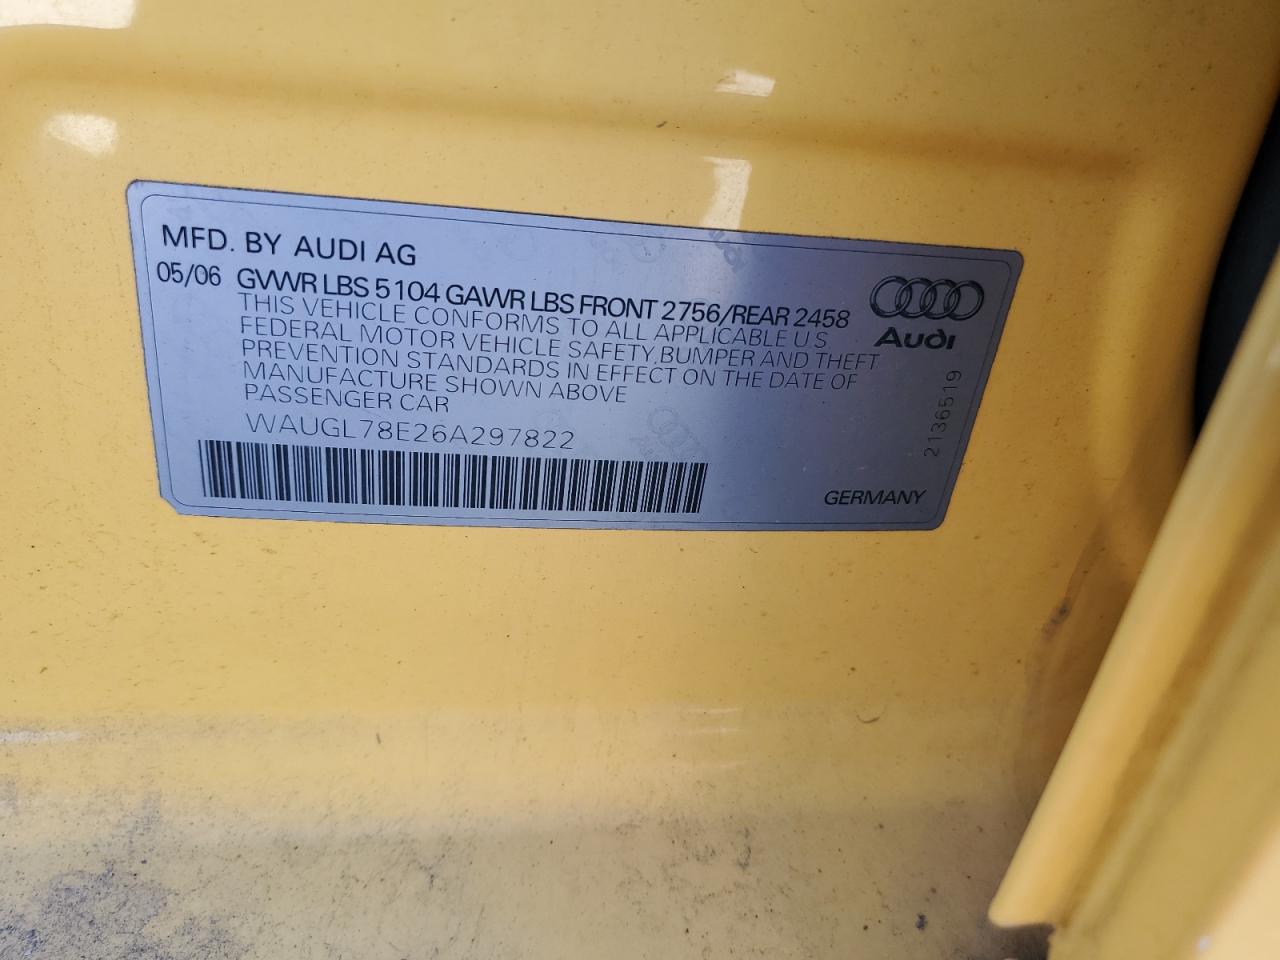 MFD. BY AUDI AG
05/06 GVWR LBS 5104 GAWR LBS FRONT 2756/REAR 2458
THIS VEHICLE CONFORMS TO ALL APPLICABLE U S
FEDERAL MOTOR VEHICLE SAFETY,BUMPER AND THEFT
PREVENTION STANDARDS IN EFFECT ON THE DATE OF
MANUFACTURE SHOWN ABOVE
PASSENGER CAR
WAUGL78E26A297822
Audi
2136519
GERMANY